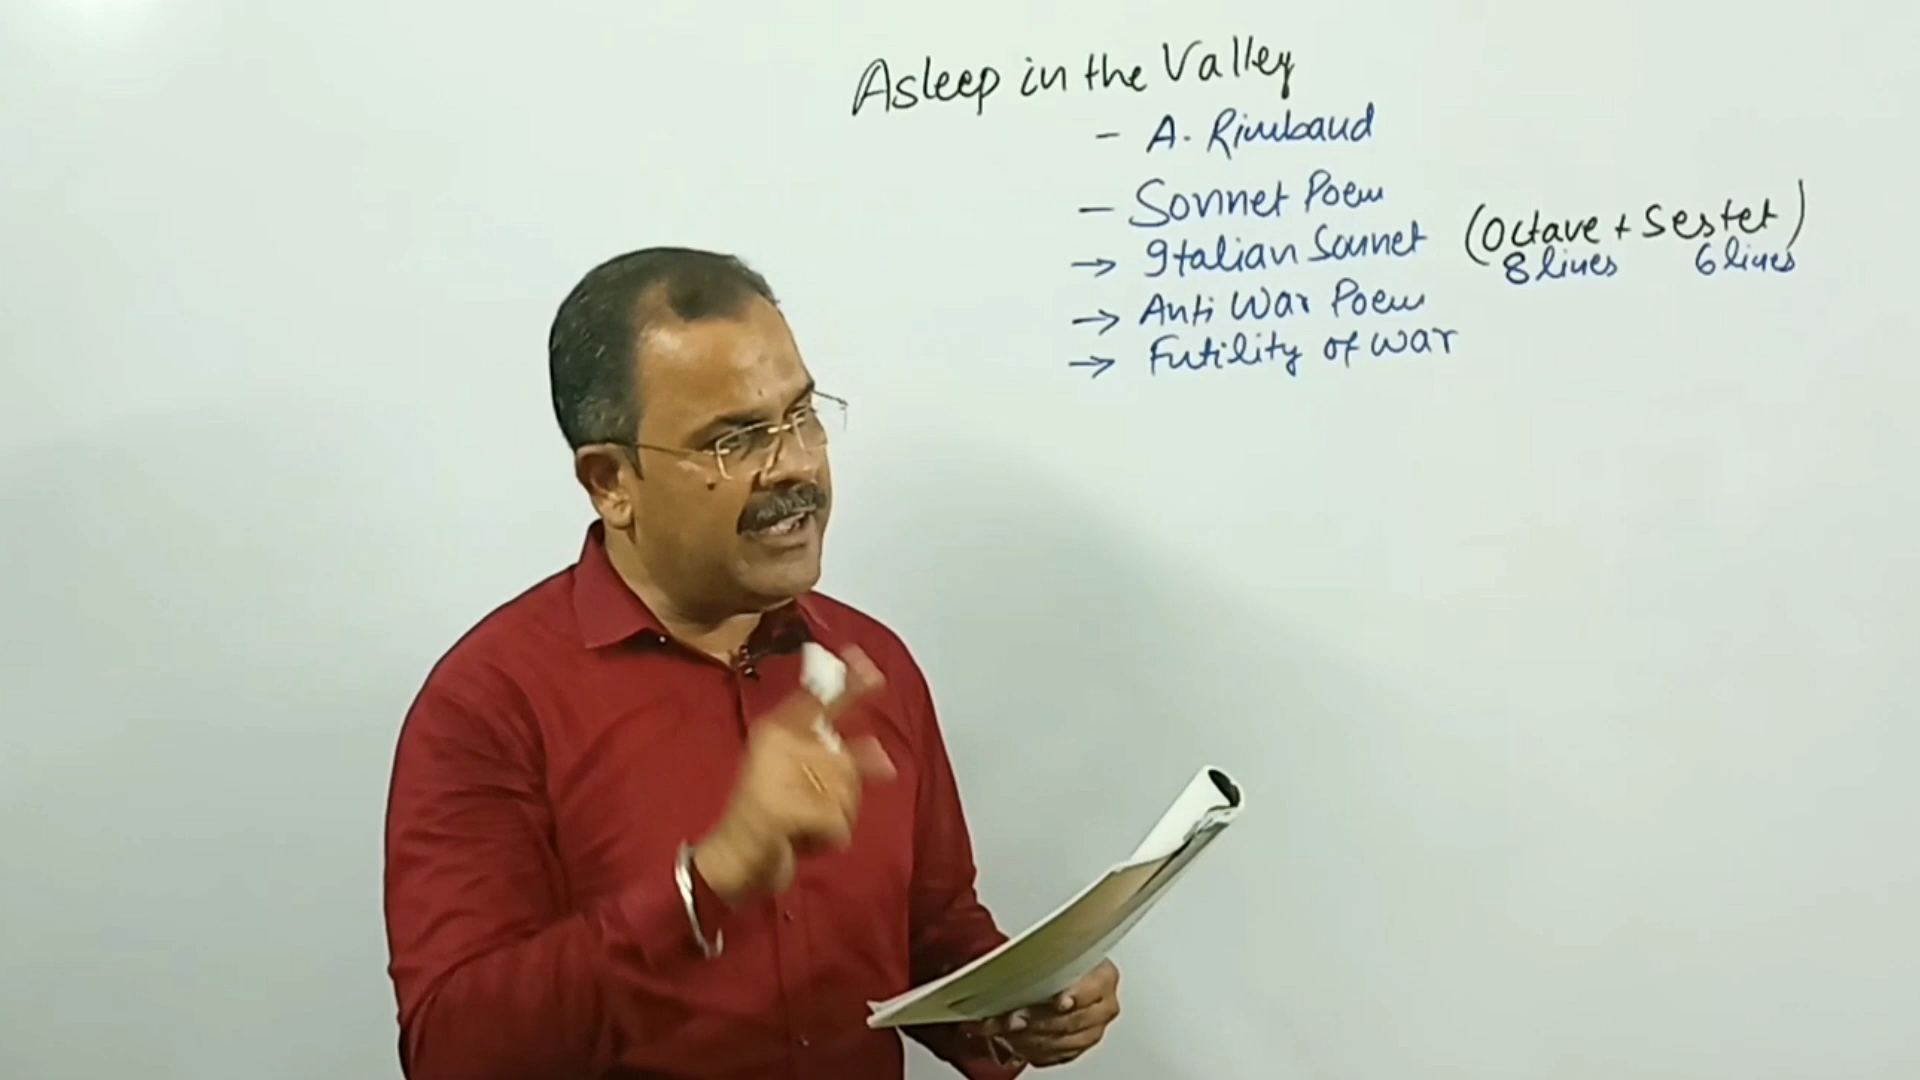 Asleep in the Valley
- A. Rimbaud
- Sonnet Poem
→ Italian Sonnet (Octave + Sestet)
8 lines 6 lines
→ Anti War Poem
→ Futility of war